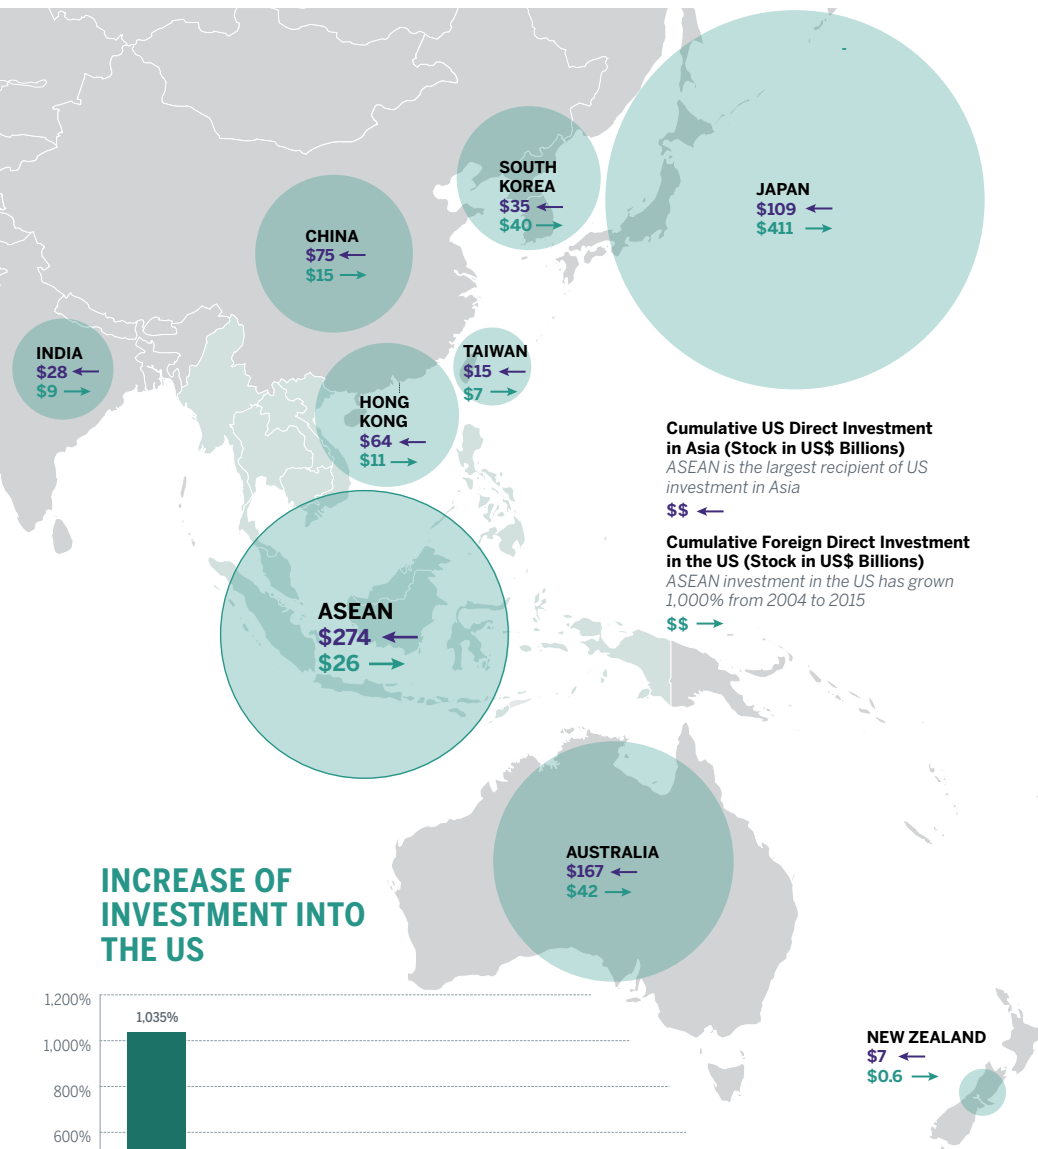 SOUTH
KOREA
$35 ←
$40 →
JAPAN
$109 ←
$411 →
CHINA
$75 ←
$15 →
INDIA
$28 ←
$9 →
TAIWAN
$15 ←
$7 →
HONG
KONG
$64 ←
$11 →
Cumulative US Direct Investment
in Asia (Stock in US$ Billions)
ASEAN is the largest recipient of US
investment in Asia
$$ ←
Cumulative Foreign Direct Investment
in the US (Stock in US$ Billions)
ASEAN investment in the US has grown
1,000% from 2004 to 2015
$$ →
ASEAN
$274 ←
$26 →
AUSTRALIA
$167 ←
$42 →
INCREASE OF
INVESTMENT INTO
THE US
1,200%
1,035%
1,000%
800%
600%
NEW ZEALAND
$7 ←
$0.6 →